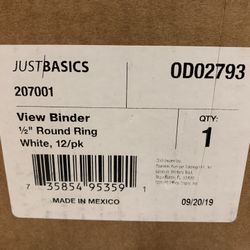 JUSTBASICS
OD02793
207001
View Binder
½" Round Ring
White, 12/pk
QTY:
1
7 35854 95359 1
MADE IN MEXICO
09/20/19